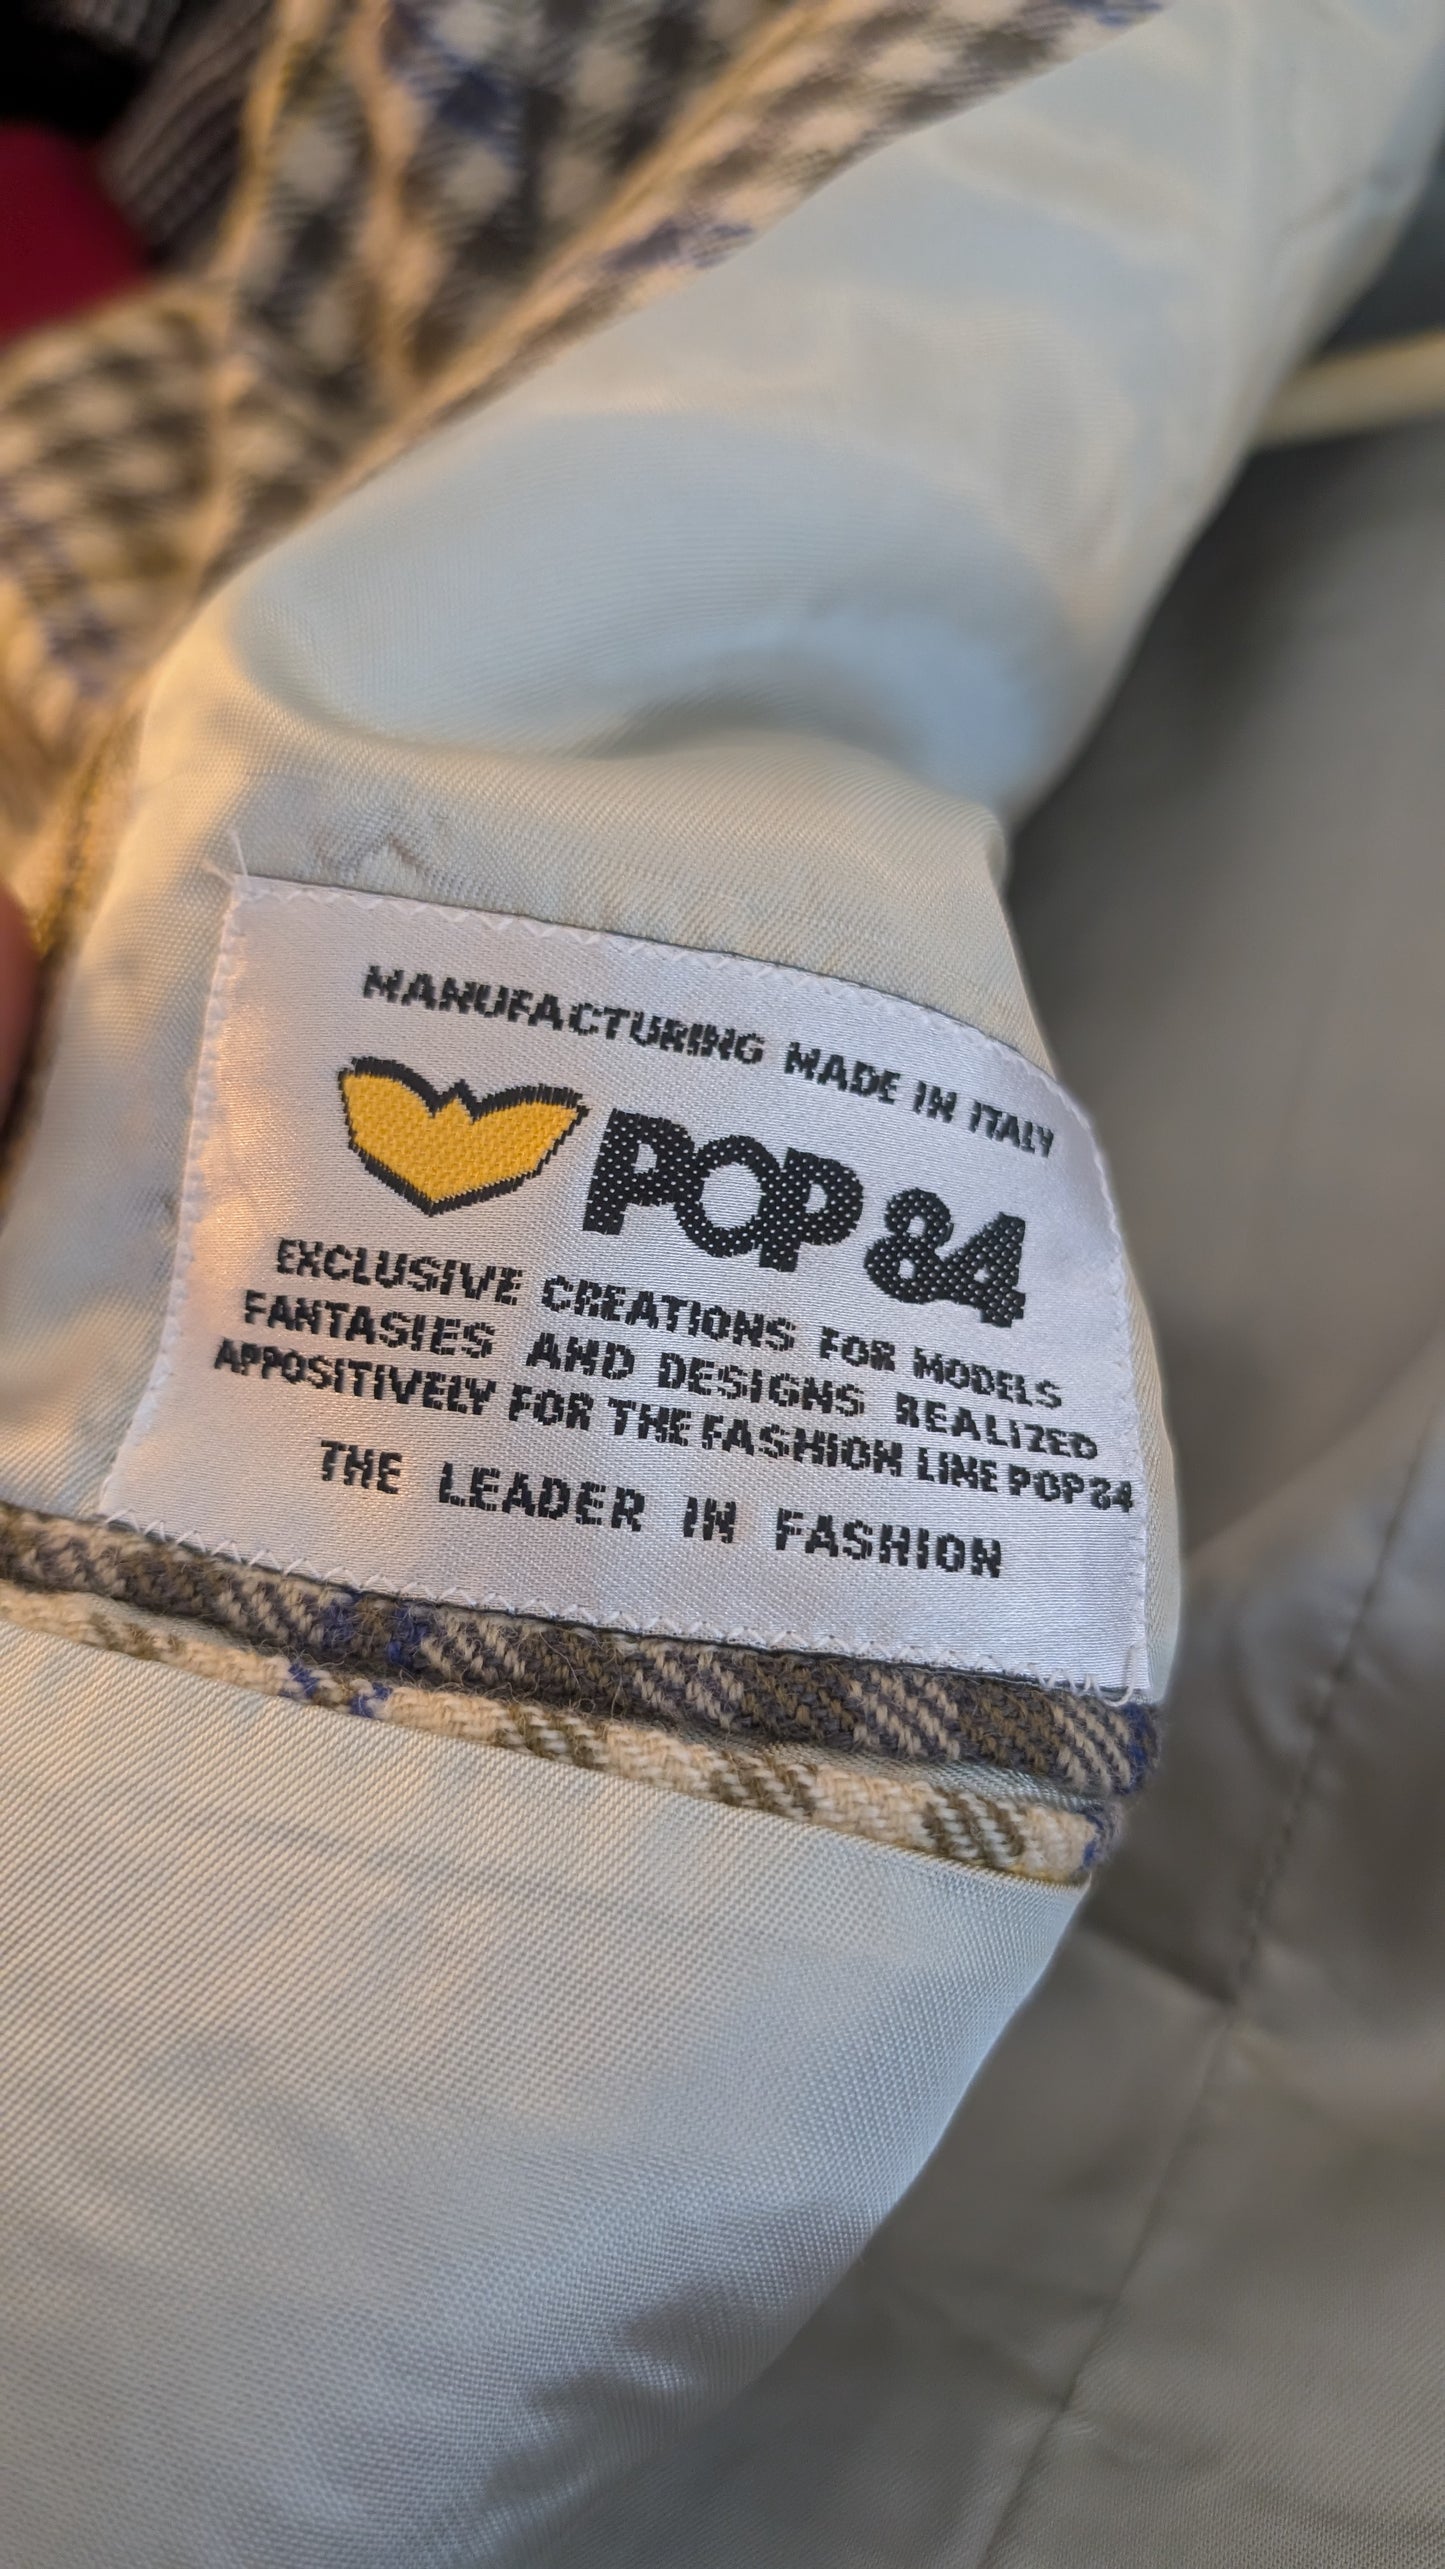 MANUFACTURING MADE IN ITALY
POP 84
EXCLUSIVE CREATIONS FOR MODELS
FANTASIES AND DESIGNS REALIZED
APPOSITIVELY FOR THE FASHION LINE POP 84
THE LEADER IN FASHION